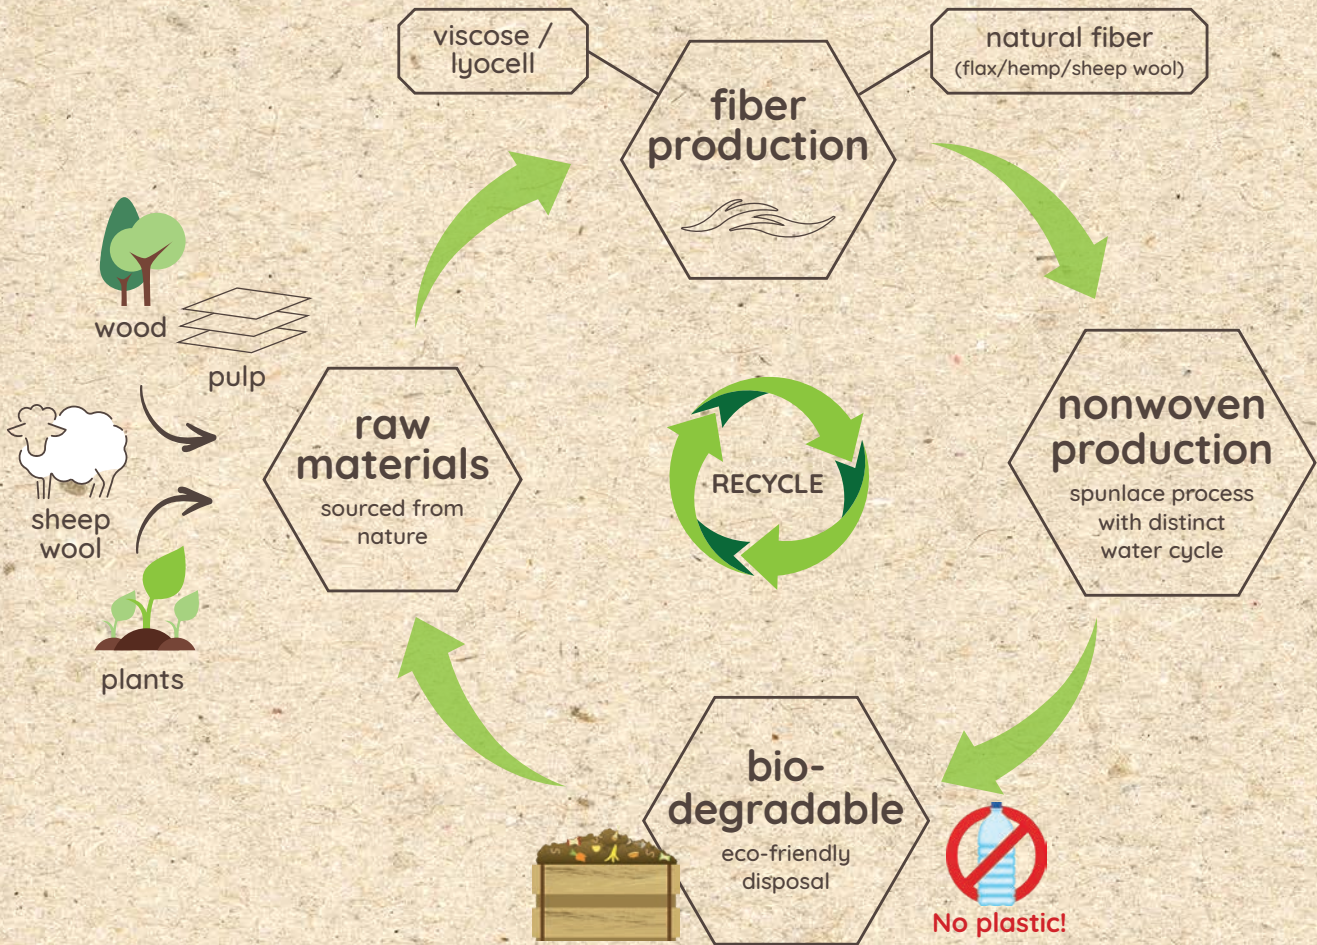 viscose /
lyocell
natural fiber
(flax/hemp/sheep wool)
fiber
production
wood
pulp
sheep
wool
plants
raw
materials
sourced from
nature
RECYCLE
nonwoven
production
spunlace process
with distinct
water cycle
bio-
degradable
eco-friendly
disposal
No plastic!